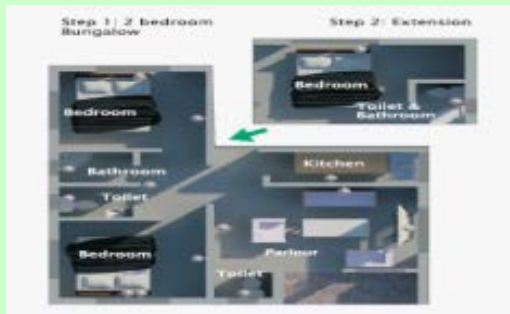 Step 1: 2 bedroom
Bungalow
Step 2: Extension
Bedroom
Toilet &
Bathroom
Bedroom
Bathroom
Kitchen
Toilet
Bedroom
Parlour
Toilet